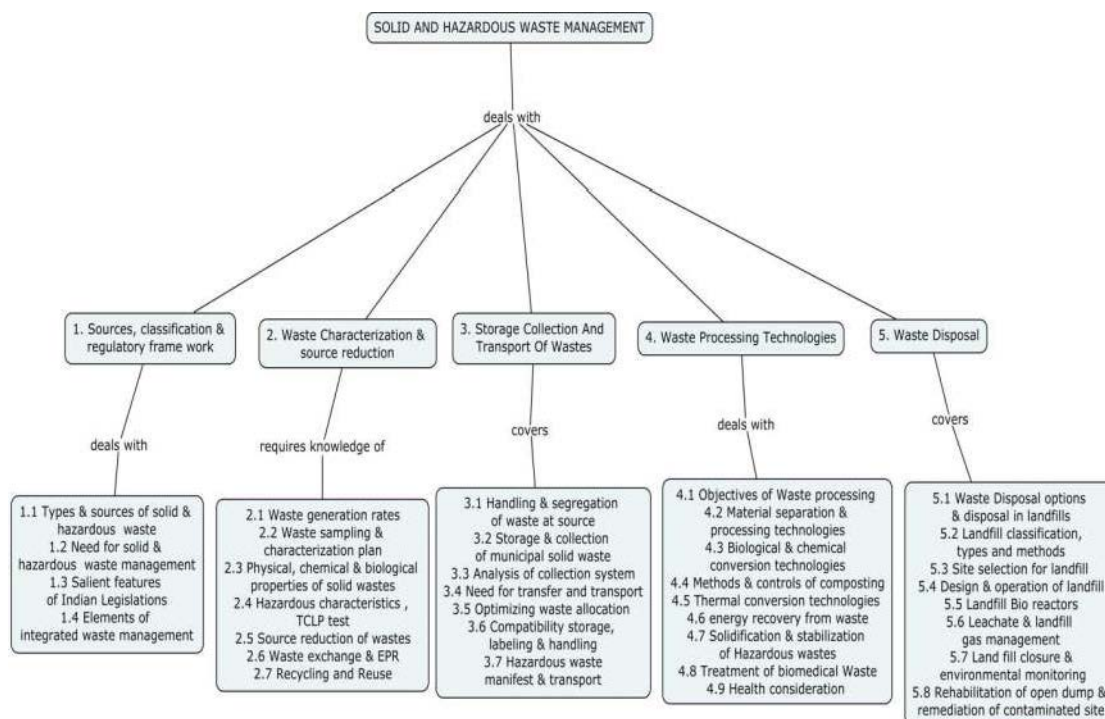 SOLID AND HAZARDOUS WASTE MANAGEMENT
deals with
1. Sources, classification &
regulatory frame work
2. Waste Characterization &
source reduction
3. Storage Collection And
Transport Of Wastes
4. Waste Processing Technologies
5. Waste Disposal
deals with
requires knowledge of
covers
deals with
covers
1.1 Types & sources of solid &
hazardous waste
1.2 Need for solid &
hazardous waste management
1.3 Salient features
of Indian Legislations
1.4 Elements of
integrated waste management
2.1 Waste generation rates
2.2 Waste sampling &
characterization plan
2.3 Physical, chemical & biological
properties of solid wastes
2.4 Hazardous characteristics ,
TCLP test
2.5 Source reduction of wastes
2.6 Waste exchange & EPR
2.7 Recycling and Reuse
3.1 Handling & segregation
of waste at source
3.2 Storage & collection
of municipal solid waste
3.3 Analysis of collection system
3.4 Need for transfer and transport
3.5 Optimizing waste allocation
3.6 Compatibility storage,
labeling & handling
3.7 Hazardous waste
manifest & transport
4.1 Objectives of Waste processing
4.2 Material separation &
processing technologies
4.3 Biological & chemical
conversion technologies
4.4 Methods & controls of composting
4.5 Thermal conversion technologies
4.6 energy recovery from waste
4.7 Solidification & stabilization
of Hazardous wastes
4.8 Treatment of biomedical Waste
4.9 Health consideration
5.1 Waste Disposal options
& disposal in landfills
5.2 Landfill classification,
types and methods
5.3 Site selection for landfill
5.4 Design & operation of landfill
5.5 Landfill Bio reactors
5.6 Leachate & landfill
gas management
5.7 Land fill closure &
environmental monitoring
5.8 Rehabilitation of open dump &
remediation of contaminated site